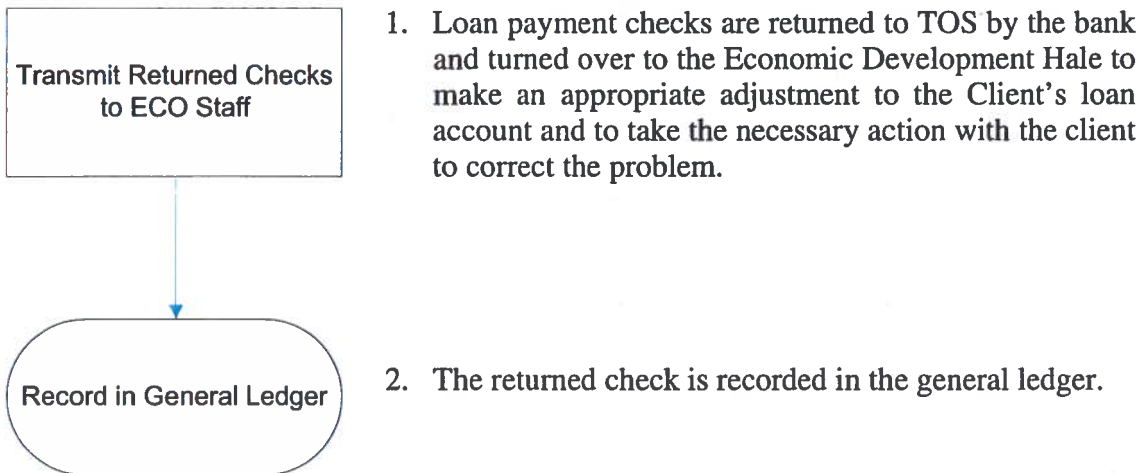 Transmit Returned Checks
to ECO Staff
1. Loan payment checks are returned to TOS by the bank
and turned over to the Economic Development Hale to
make an appropriate adjustment to the Client's loan
account and to take the necessary action with the client
to correct the problem.
Record in General Ledger
2. The returned check is recorded in the general ledger.